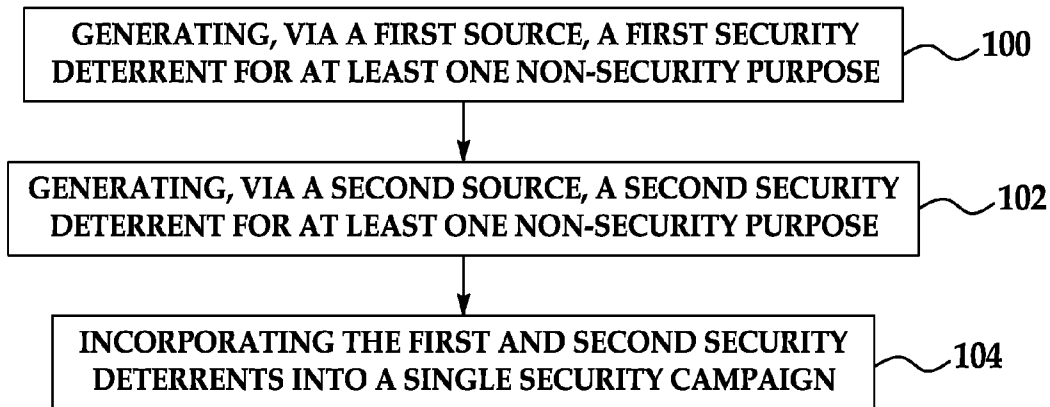 GENERATING, VIA A FIRST SOURCE, A FIRST SECURITY
DETERRENT FOR AT LEAST ONE NON-SECURITY PURPOSE
100
GENERATING, VIA A SECOND SOURCE, A SECOND SECURITY
DETERRENT FOR AT LEAST ONE NON-SECURITY PURPOSE
102
INCORPORATING THE FIRST AND SECOND SECURITY
DETERRENTS INTO A SINGLE SECURITY CAMPAIGN
104